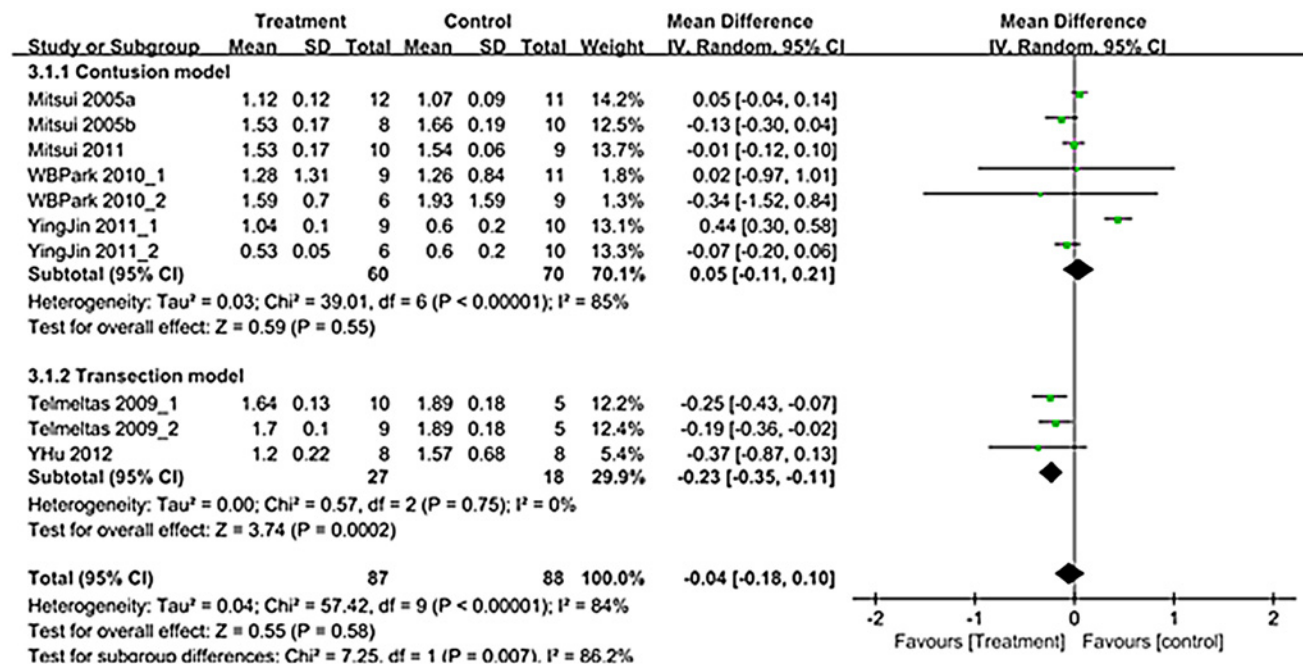 Treatment Control Mean Difference Mean Difference
Study or Subgroup Mean SD Total Mean SD Total Weight IV, Random, 95% CI IV, Random, 95% CI
3.1.1 Contusion model
Mitsui 2005a 1.12 0.12 12 1.07 0.09 11 14.2% 0.05 [-0.04, 0.14]
Mitsui 2005b 1.53 0.17 8 1.66 0.19 10 12.5% -0.13 [-0.30, 0.04]
Mitsui 2011 1.53 0.17 10 1.54 0.06 9 13.7% -0.01 [-0.12, 0.10]
WBPark 2010_1 1.28 1.31 9 1.26 0.84 11 1.8% 0.02 [-0.97, 1.01]
WBPark 2010_2 1.59 0.7 6 1.93 1.59 9 1.3% -0.34 [-1.52, 0.84]
YingJin 2011_1 1.04 0.1 9 0.6 0.2 10 13.1% 0.44 [0.30, 0.58]
YingJin 2011_2 0.53 0.05 6 0.6 0.2 10 13.3% -0.07 [-0.20, 0.06]
Subtotal (95% CI) 60 70 70.1% 0.05 [-0.11, 0.21]
Heterogeneity: Tau² = 0.03; Chi² = 39.01, df = 6 (P < 0.00001); I² = 85%
Test for overall effect: Z = 0.59 (P = 0.55)
3.1.2 Transection model
Telmeltas 2009_1 1.64 0.13 10 1.89 0.18 5 12.2% -0.25 [-0.43, -0.07]
Telmeltas 2009_2 1.7 0.1 9 1.89 0.18 5 12.4% -0.19 [-0.36, -0.02]
YHu 2012 1.2 0.22 8 1.57 0.68 8 5.4% -0.37 [-0.87, 0.13]
Subtotal (95% CI) 27 18 29.9% -0.23 [-0.35, -0.11]
Heterogeneity: Tau² = 0.00; Chi² = 0.57, df = 2 (P = 0.75); I² = 0%
Test for overall effect: Z = 3.74 (P = 0.0002)
Total (95% CI) 87 88 100.0% -0.04 [-0.18, 0.10]
Heterogeneity: Tau² = 0.04; Chi² = 57.42, df = 9 (P < 0.00001); I² = 84%
Test for overall effect: Z = 0.55 (P = 0.58)
Test for subgroup differences: Chi² = 7.25, df = 1 (P = 0.007), I² = 86.2%
-2 -1 0 1 2
Favours [Treatment] Favours [control]